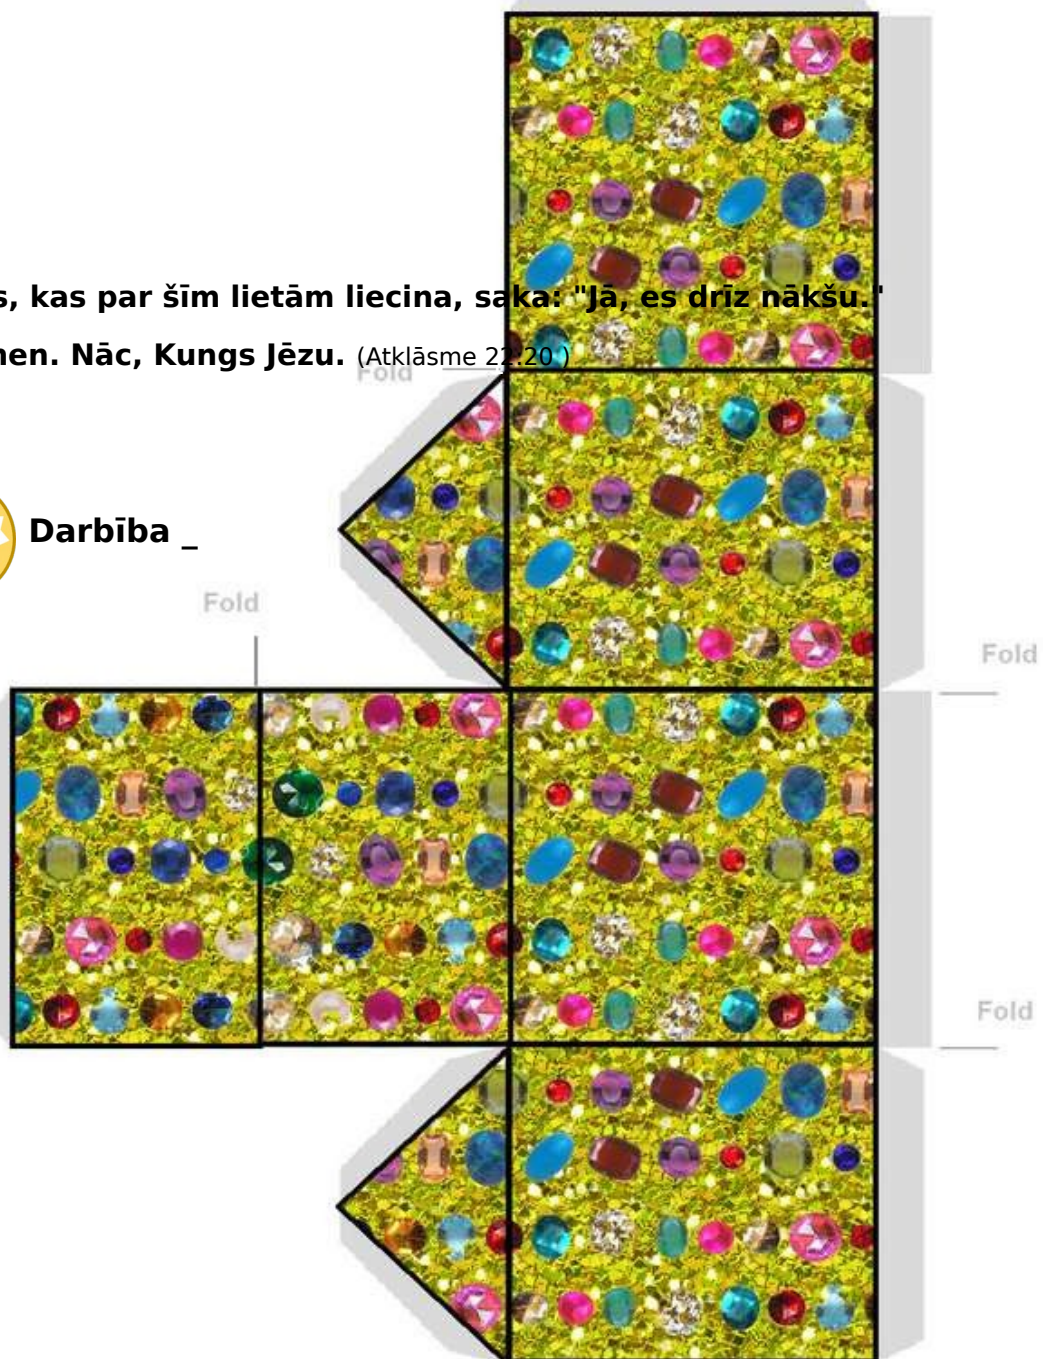 s, kas par šīm lietām liecina, saka: "Jā, es drīz nākšu."
nen. Nāc, Kungs Jēzu. (Atklāsme 22:20 )
Fold
Darbība _
Fold
Fold
Fold